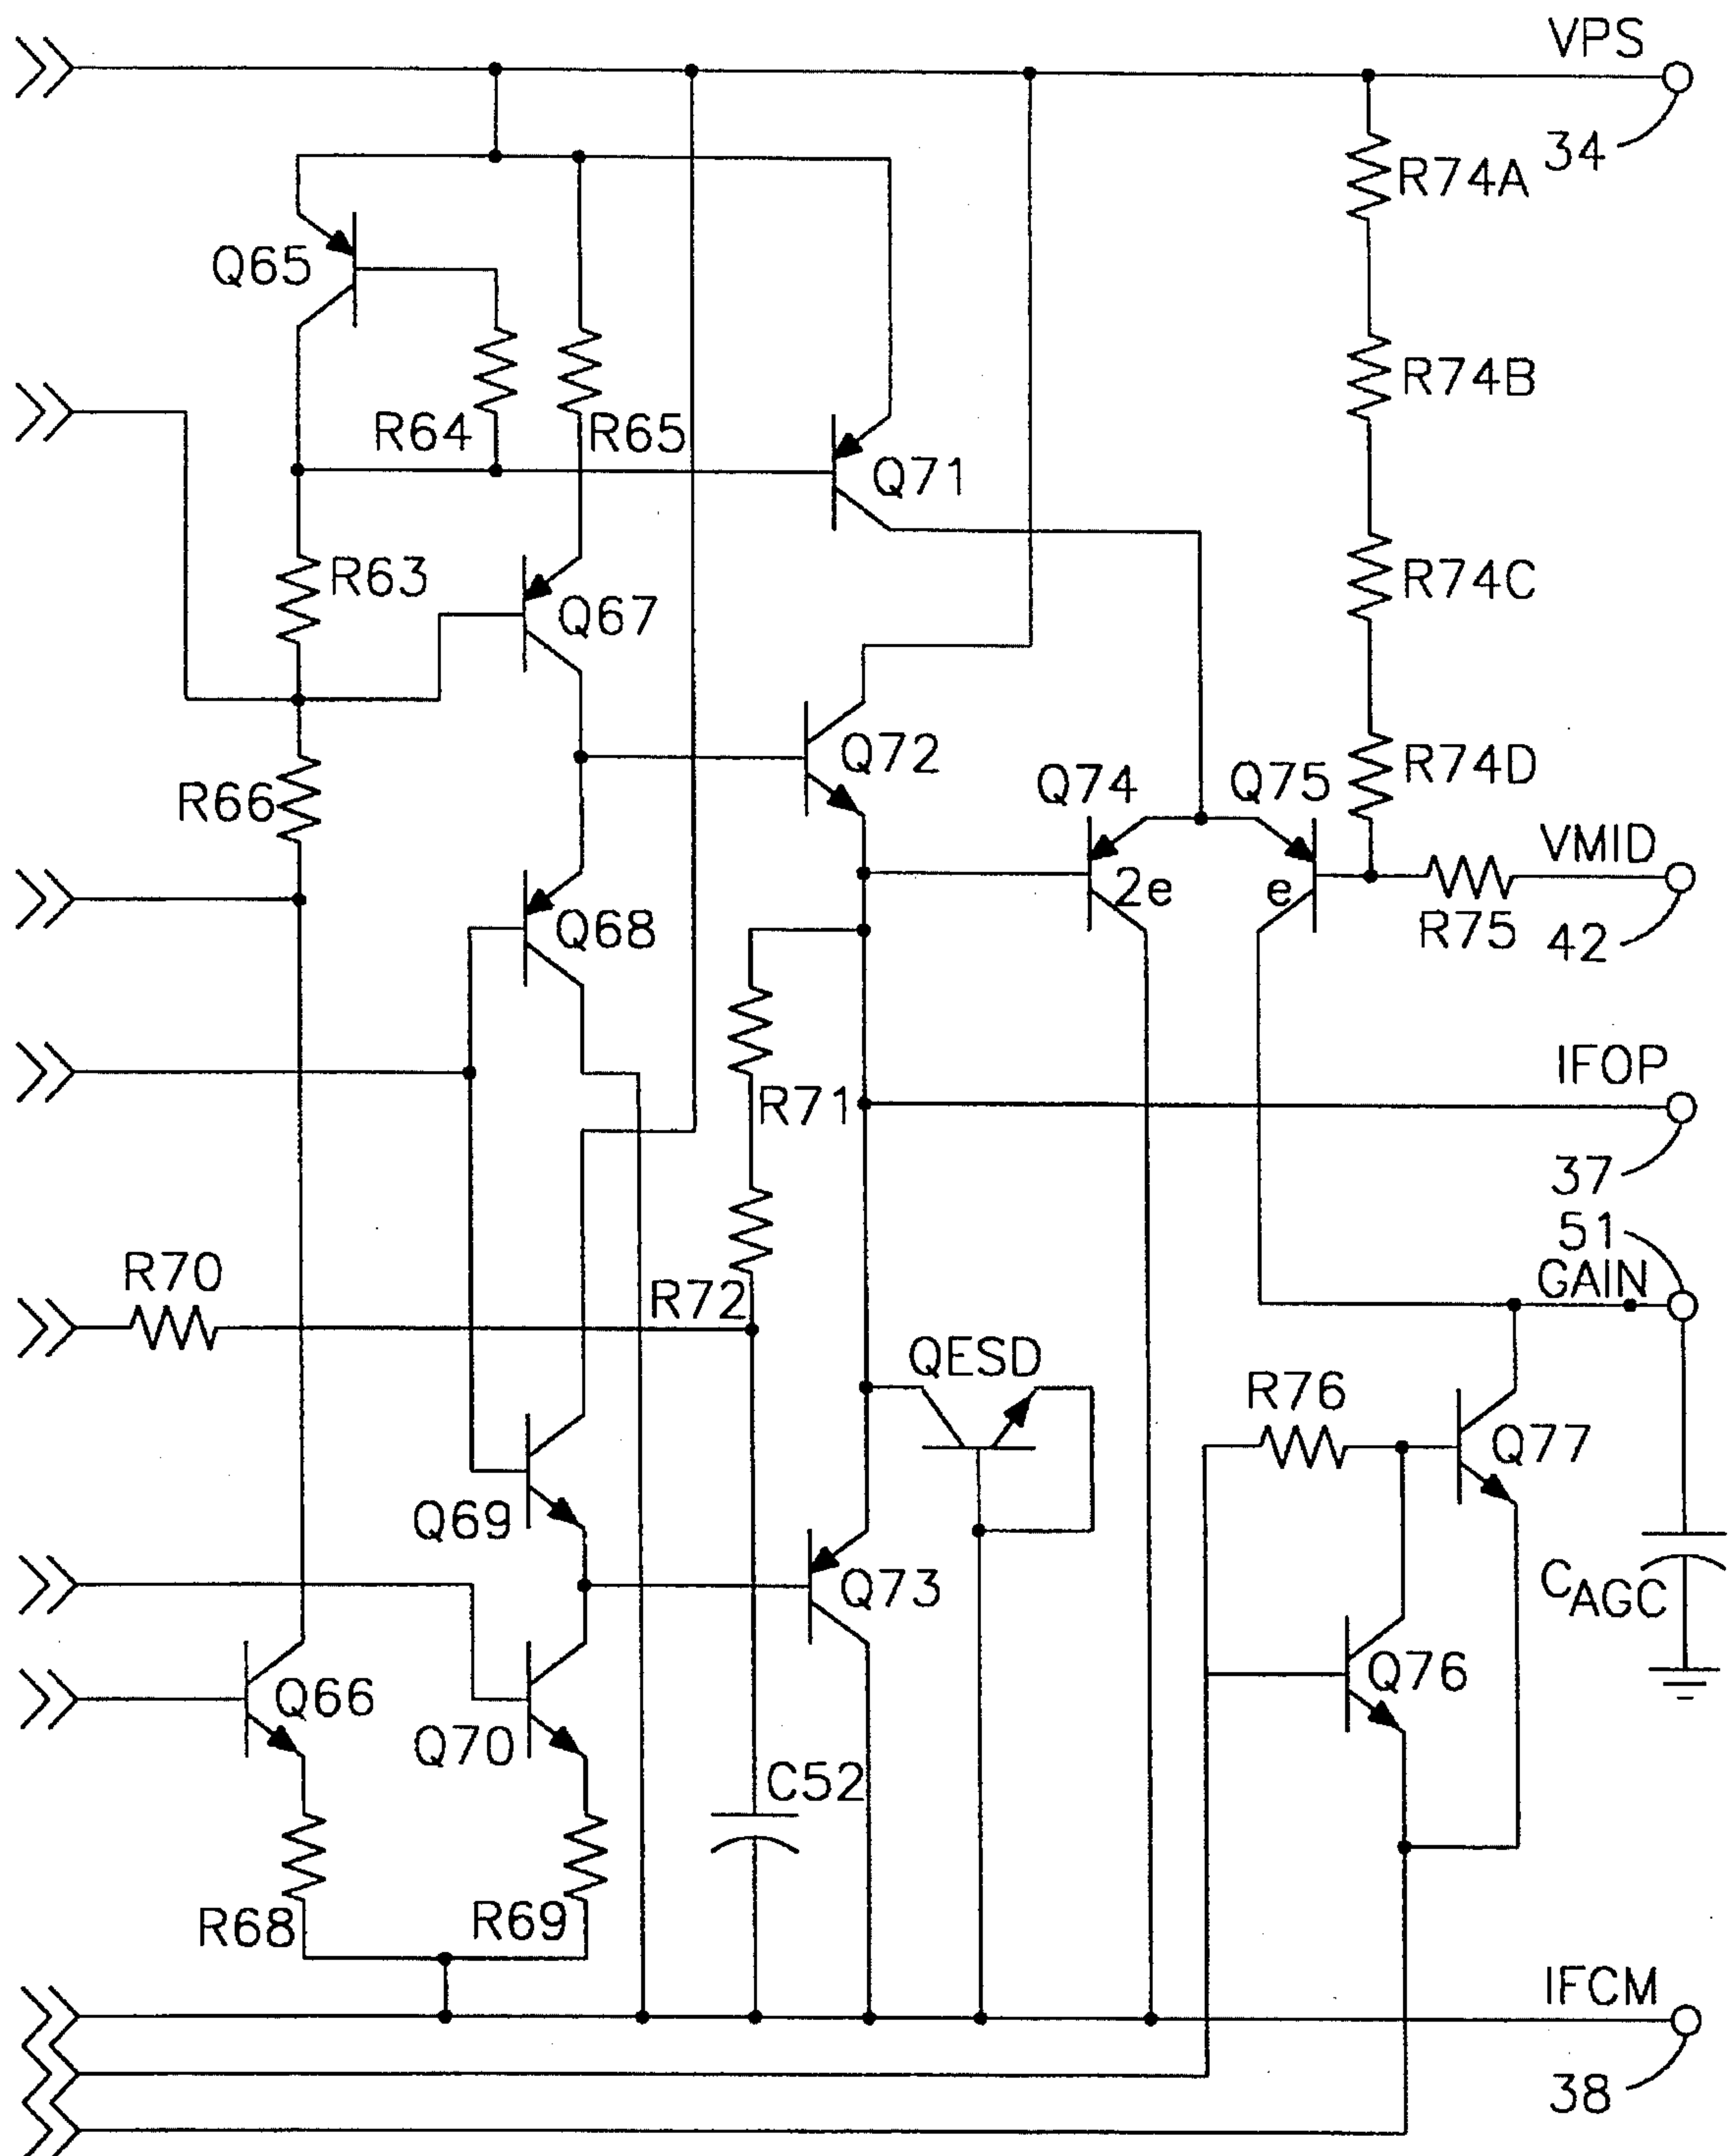 VPS
34
R74A
Q65
R74B
R64
R65
Q71
R63
R74C
Q67
Q72
R74D
R66
Q74
Q75
VMID
2e
e
Q68
R75
42
IFOP
R71
37
51
R70
GAIN
R72
QESD
R76
Q77
Q69
Q73
CAGC
Q66
Q76
Q70
C52
R68
R69
IFCM
38